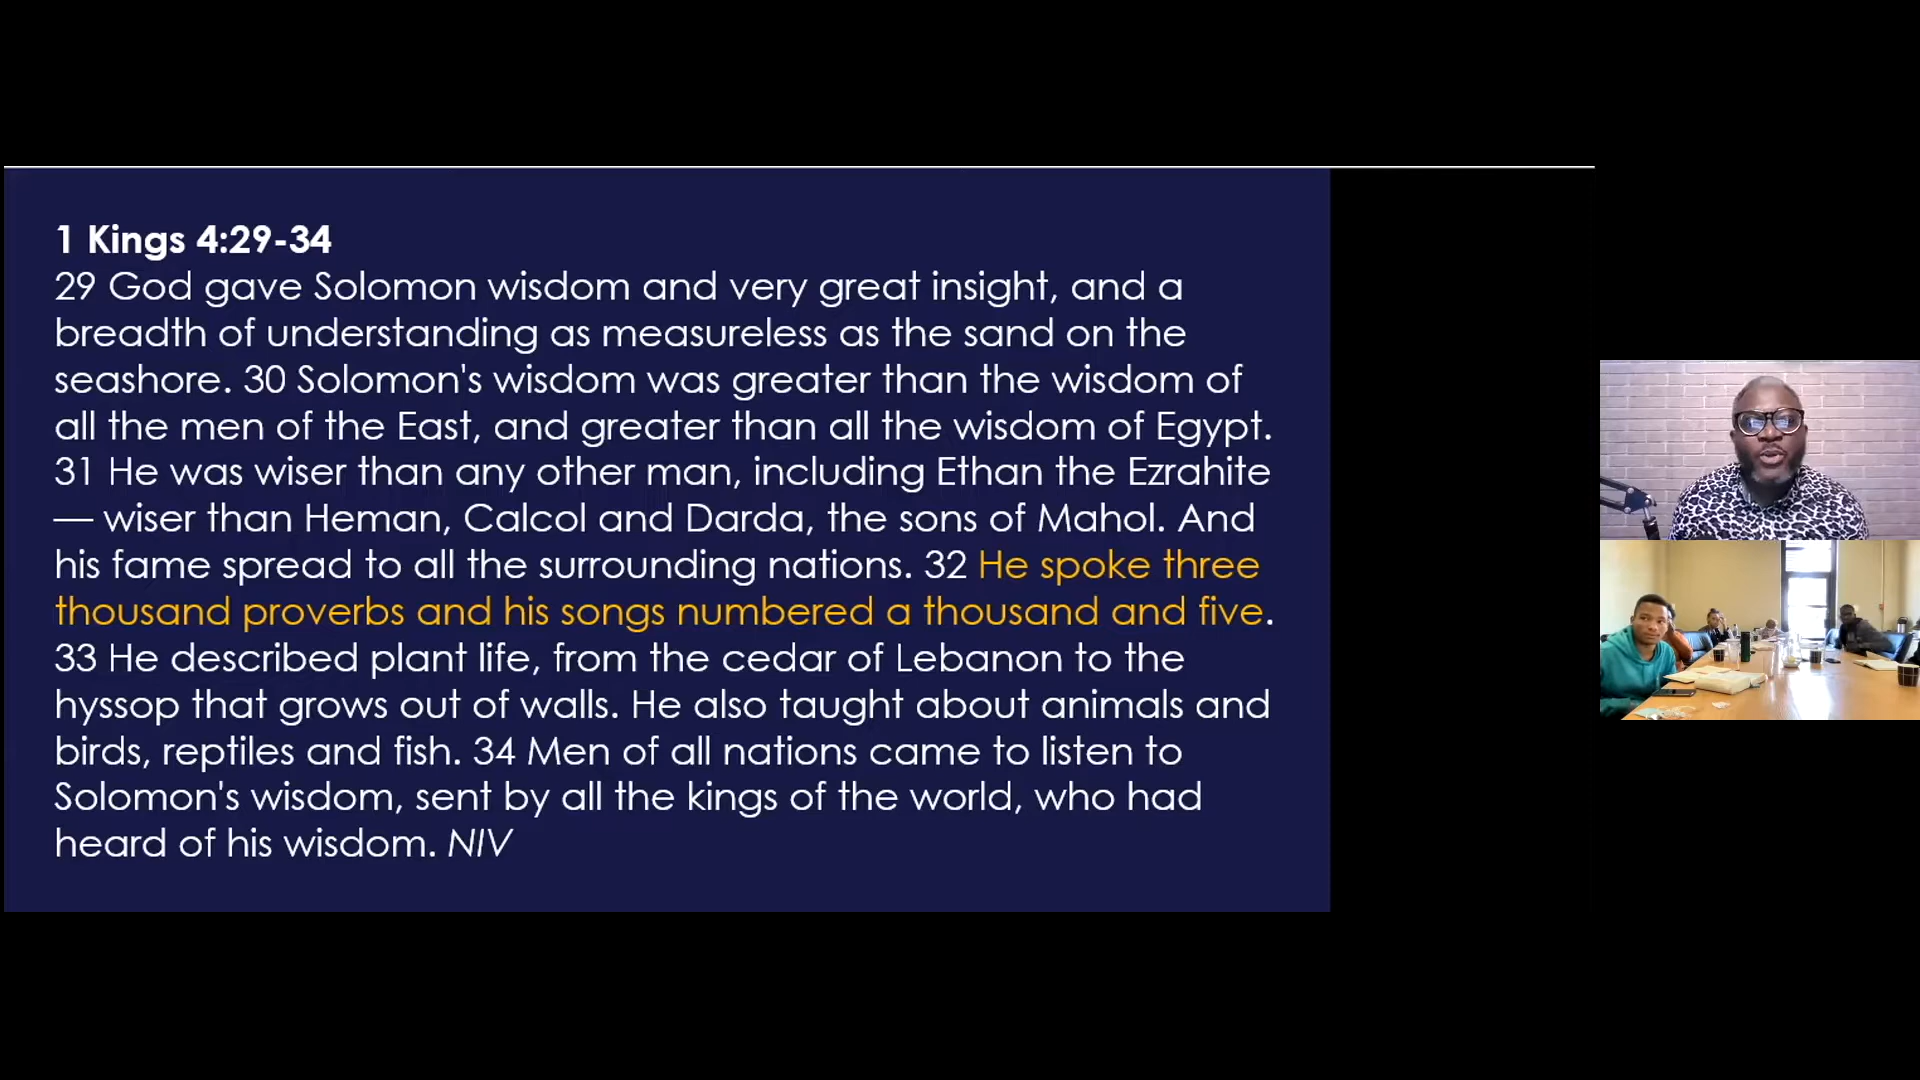 1 Kings 4:29-34
29 God gave Solomon wisdom and very great insight, and a
breadth of understanding as measureless as the sand on the
seashore. 30 Solomon's wisdom was greater than the wisdom of
all the men of the East, and greater than all the wisdom of Egypt.
31 He was wiser than any other man, including Ethan the Ezrahite
— wiser than Heman, Calcol and Darda, the sons of Mahol. And
his fame spread to all the surrounding nations. 32 He spoke three
thousand proverbs and his songs numbered a thousand and five.
33 He described plant life, from the cedar of Lebanon to the
hyssop that grows out of walls. He also taught about animals and
birds, reptiles and fish. 34 Men of all nations came to listen to
Solomon's wisdom, sent by all the kings of the world, who had
heard of his wisdom. NIV